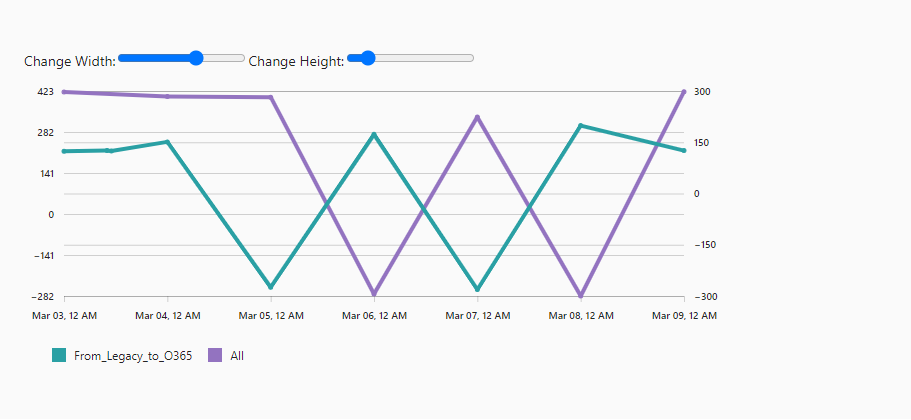 Change Width: Change Height:
423 300
282 150
141 0
0 −150
−141 −300
−282
Mar 03, 12 AM Mar 04, 12 AM Mar 05, 12 AM Mar 06, 12 AM Mar 07, 12 AM Mar 08, 12 AM Mar 09, 12 AM
From_Legacy_to_O365 All